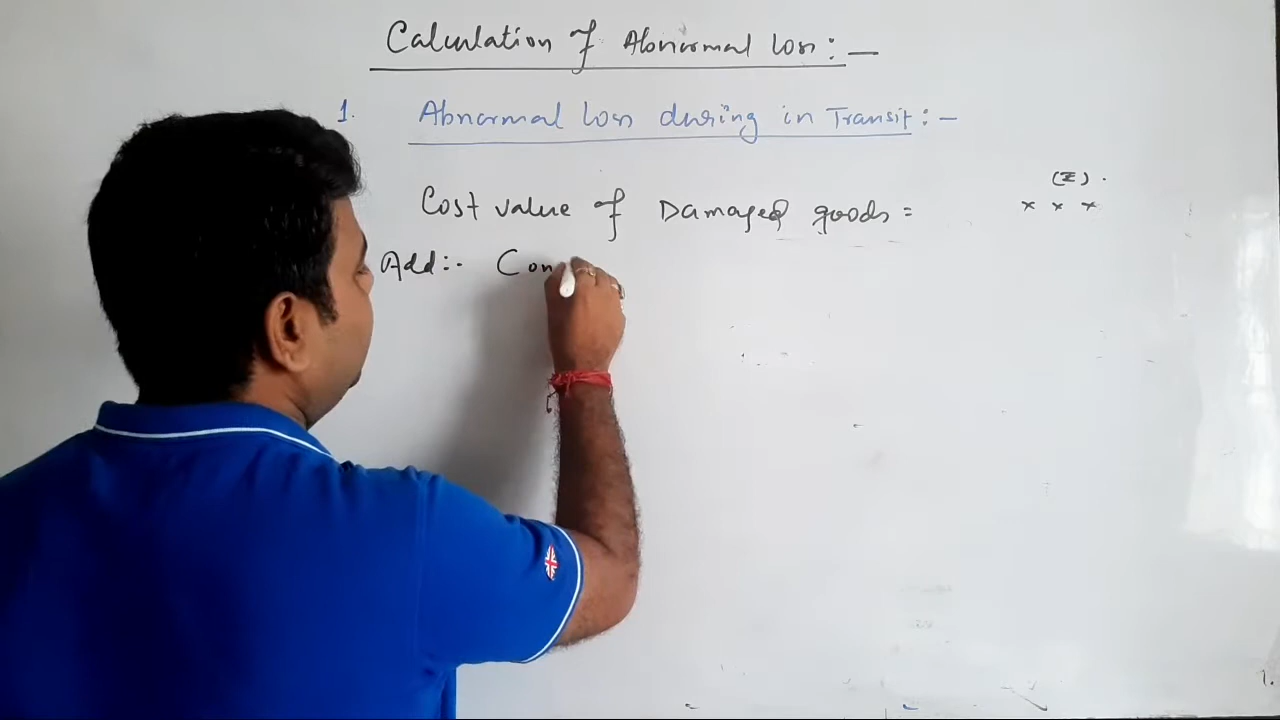 Calculation of Abnormal Loss:-
1. Abnormal Loss during in Transit:-
(₹).
Cost value of Damaged goods = x x x
Add:- Con